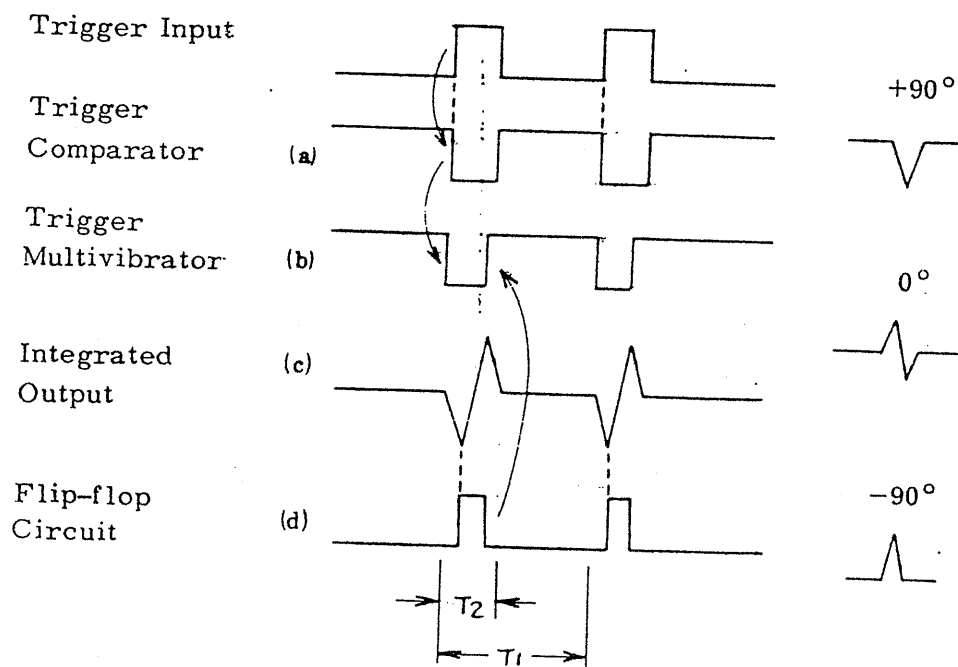 Trigger Input
+90°
Trigger
Comparator
(a)
Trigger
Multivibrator
(b)
0°
Integrated
Output
(c)
Flip-flop
Circuit
(d)
-90°
T2
T1